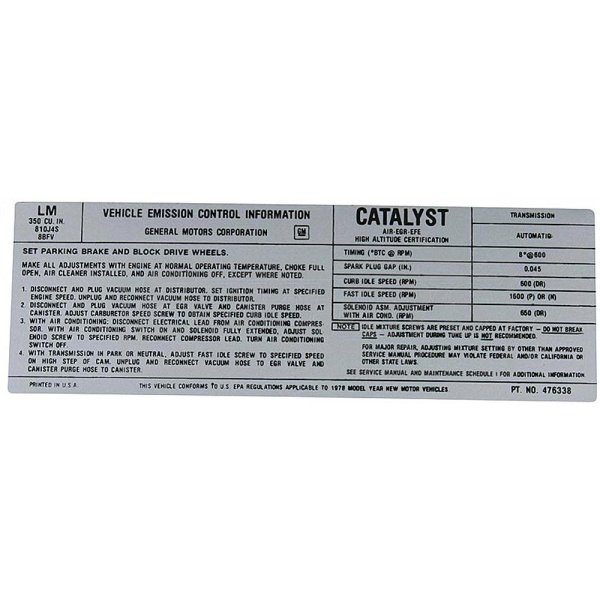 LM
350 CU. IN.
810J4S
8BFV
VEHICLE EMISSION CONTROL INFORMATION
GENERAL MOTORS CORPORATION GM
SET PARKING BRAKE AND BLOCK DRIVE WHEELS.
MAKE ALL ADJUSTMENTS WITH ENGINE AT NORMAL OPERATING TEMPERATURE, CHOKE FULL
OPEN, AIR CLEANER INSTALLED, AND AIR CONDITIONING OFF, EXCEPT WHERE NOTED.
1. DISCONNECT AND PLUG VACUUM HOSE AT DISTRIBUTOR. SET IGNITION TIMING AT SPECIFIED
ENGINE SPEED. UNPLUG AND RECONNECT VACUUM HOSE TO DISTRIBUTOR.
2. DISCONNECT AND PLUG VACUUM HOSE AT EGR VALVE AND CANISTER PURGE HOSE AT
CANISTER. ADJUST CARBURETOR SPEED SCREW TO OBTAIN SPECIFIED CURB IDLE SPEED.
3. WITH AIR CONDITIONING: DISCONNECT ELECTRICAL LEAD FROM AIR CONDITIONING COMPRES-
SOR. WITH AIR CONDITIONING SWITCH ON AND SOLENOID FULLY EXTENDED, ADJUST SOL-
ENOID SCREW TO SPECIFIED RPM. RECONNECT COMPRESSOR LEAD. TURN AIR CONDITIONING
SWITCH OFF.
4. WITH TRANSMISSION IN PARK OR NEUTRAL, ADJUST FAST IDLE SCREW TO SPECIFIED SPEED
ON HIGH STEP OF CAM. UNPLUG AND RECONNECT VACUUM HOSE TO EGR VALVE AND
CANISTER PURGE HOSE TO CANISTER.
CATALYST
AIR-EGR-EFE
HIGH ALTITUDE CERTIFICATION
TRANSMISSION
AUTOMATIC
TIMING (°BTC @ RPM) 8°@600
SPARK PLUG GAP (IN.) 0.045
CURB IDLE SPEED (RPM) 600 (DR)
FAST IDLE SPEED (RPM) 1600 (P) OR (N)
SOLENOID ASM. ADJUSTMENT
WITH AIR COND. (RPM) 650 (DR)
NOTE IDLE MIXTURE SCREWS ARE PRESET AND CAPPED AT FACTORY – DO NOT BREAK
CAPS – ADJUSTMENT DURING TUNE UP IS NOT RECOMMENDED.
FOR MAJOR REPAIR, ADJUSTING MIXTURE SETTING BY OTHER THAN APPROVED
SERVICE MANUAL PROCEDURE MAY VIOLATE FEDERAL AND/OR CALIFORNIA OR
OTHER STATE LAWS.
SEE SERVICE MANUAL AND MAINTENANCE SCHEDULE I FOR ADDITIONAL INFORMATION.
PRINTED IN U.S.A. THIS VEHICLE CONFORMS TO U.S. EPA REGULATIONS APPLICABLE TO 1978 MODEL YEAR NEW MOTOR VEHICLES PT. NO. 476338